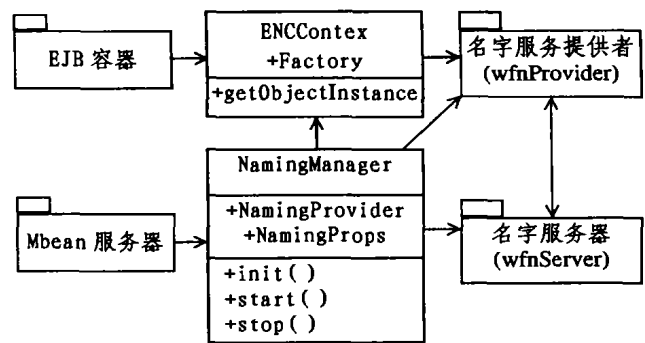 EJB 容器
ENCContex
+Factory
+getObjectInstance
名字服务提供者
(wfnProvider)
Mbean 服务器
NamingManager
+NamingProvider
+NamingProps
+init( )
+start( )
+stop( )
名字服务器
(wfnServer)